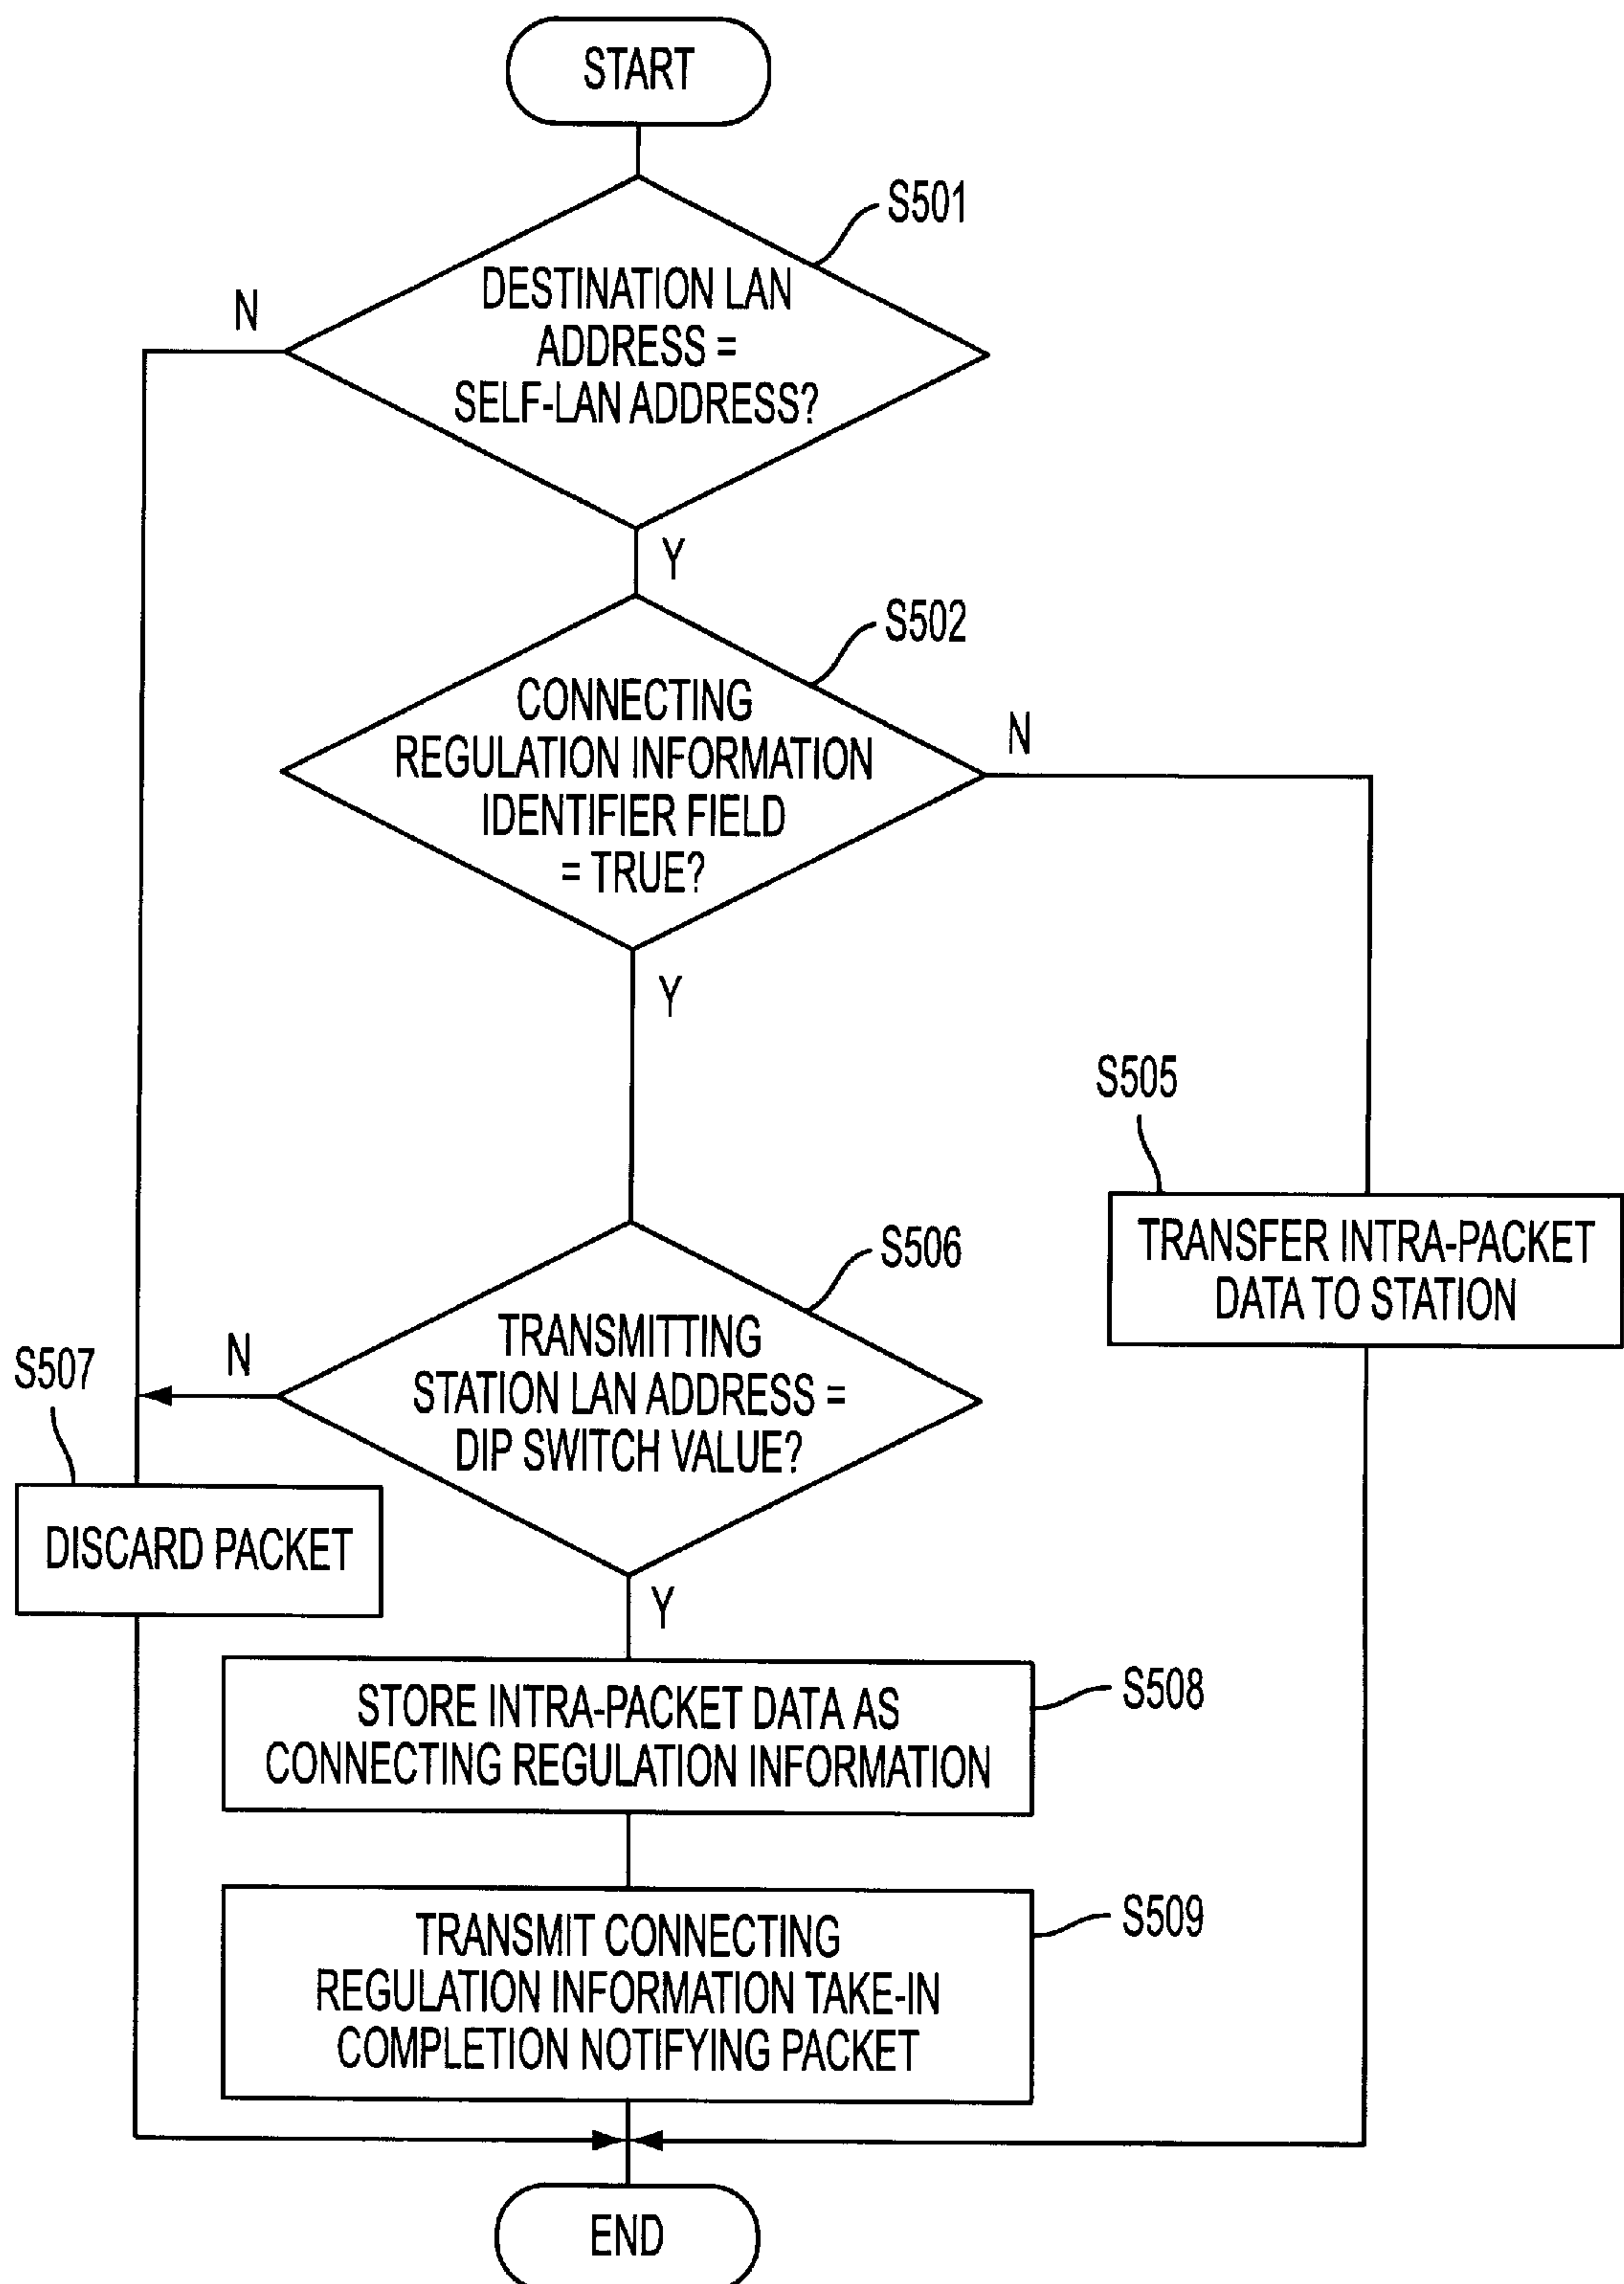 START
S501
DESTINATION LAN
ADDRESS =
SELF-LAN ADDRESS?
N
Y
S502
CONNECTING
REGULATION INFORMATION
IDENTIFIER FIELD
= TRUE?
N
Y
S505
TRANSFER INTRA-PACKET
DATA TO STATION
S506
TRANSMITTING
STATION LAN ADDRESS =
DIP SWITCH VALUE?
N
S507
DISCARD PACKET
Y
S508
STORE INTRA-PACKET DATA AS
CONNECTING REGULATION INFORMATION
S509
TRANSMIT CONNECTING
REGULATION INFORMATION TAKE-IN
COMPLETION NOTIFYING PACKET
END